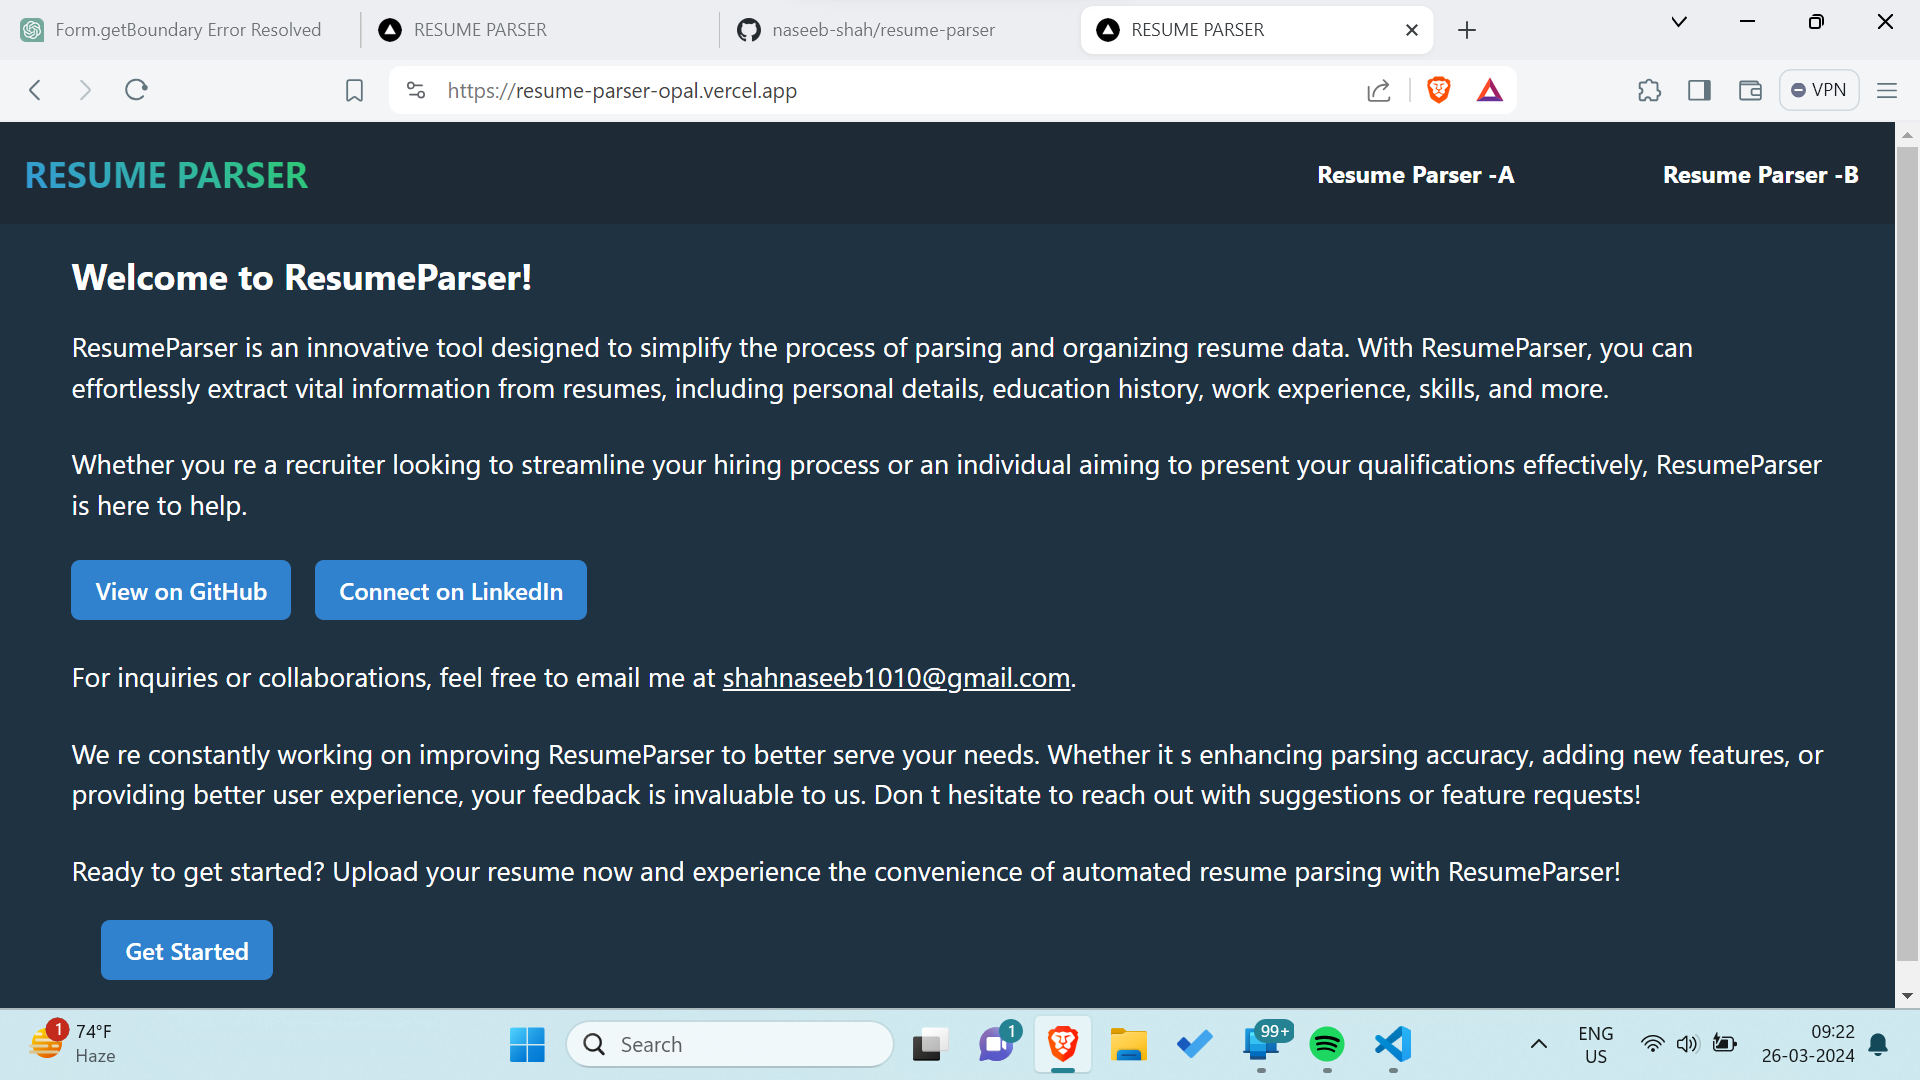 Form.getBoundary Error Resolved
RESUME PARSER
naseeb-shah/resume-parser
RESUME PARSER
https://resume-parser-opal.vercel.app
VPN
RESUME PARSER
Resume Parser -A
Resume Parser -B
Welcome to ResumeParser!
ResumeParser is an innovative tool designed to simplify the process of parsing and organizing resume data. With ResumeParser, you can
effortlessly extract vital information from resumes, including personal details, education history, work experience, skills, and more.
Whether you re a recruiter looking to streamline your hiring process or an individual aiming to present your qualifications effectively, ResumeParser
is here to help.
View on GitHub
Connect on LinkedIn
For inquiries or collaborations, feel free to email me at shahnaseeb1010@gmail.com.
We re constantly working on improving ResumeParser to better serve your needs. Whether it s enhancing parsing accuracy, adding new features, or
providing better user experience, your feedback is invaluable to us. Don t hesitate to reach out with suggestions or feature requests!
Ready to get started? Upload your resume now and experience the convenience of automated resume parsing with ResumeParser!
Get Started
1
74°F
Haze
Search
1
99+
ENG
US
09:22
26-03-2024